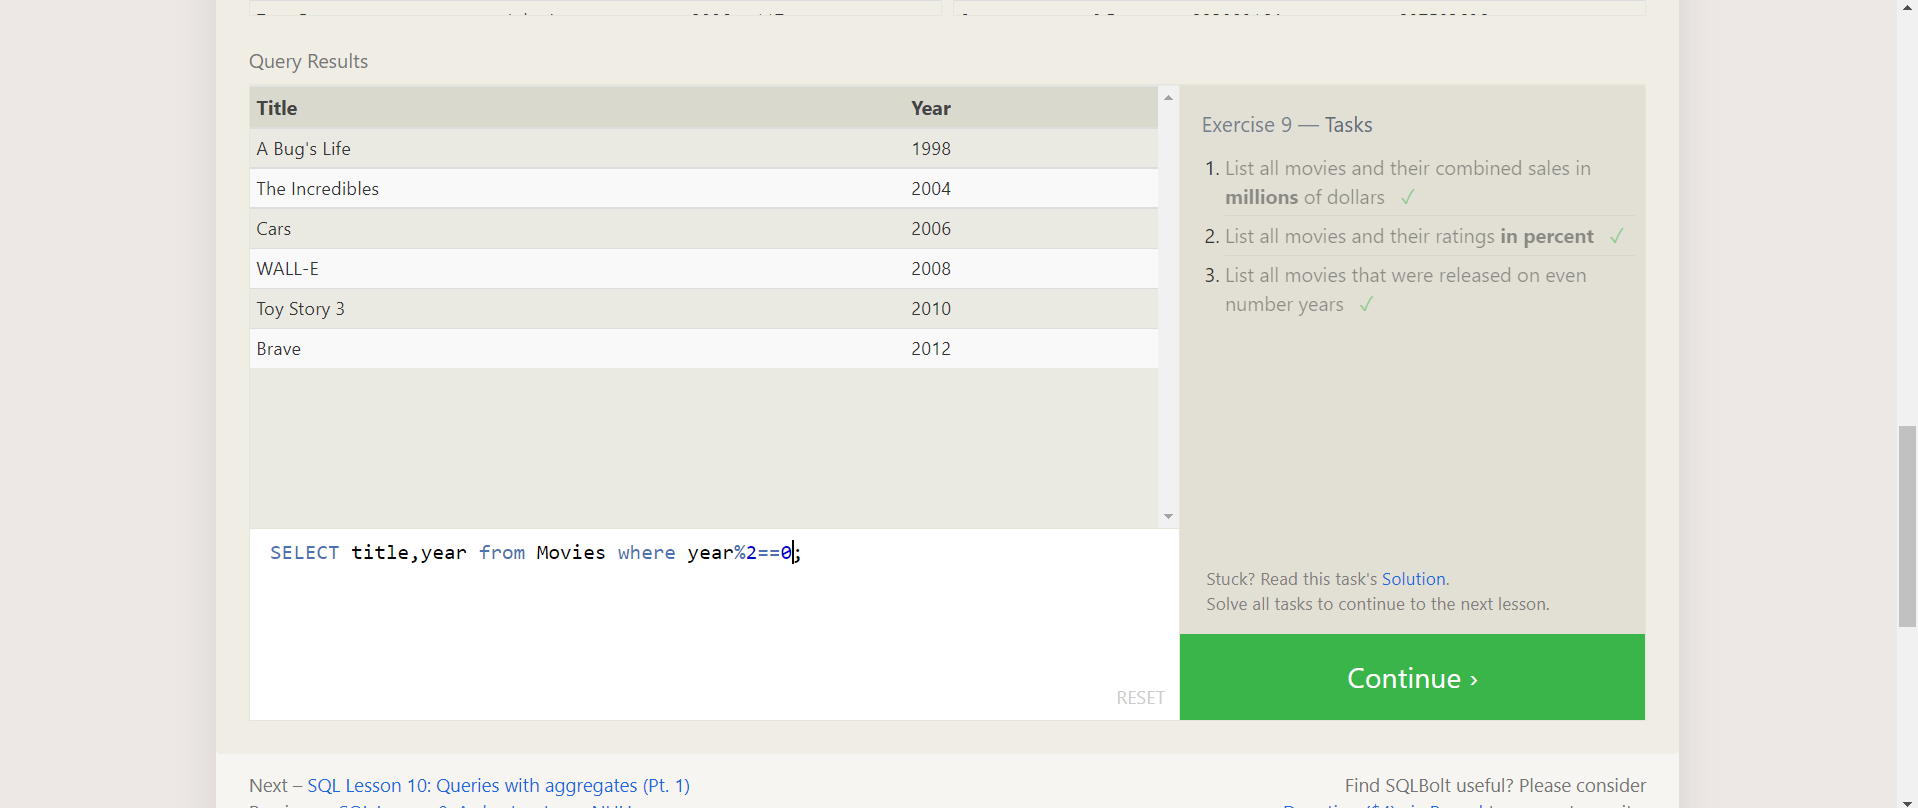 Query Results
Title Year
A Bug's Life 1998
The Incredibles 2004
Cars 2006
WALL-E 2008
Toy Story 3 2010
Brave 2012
SELECT title,year from Movies where year%2==0;
RESET
Exercise 9 — Tasks
1. List all movies and their combined sales in
millions of dollars ✓
2. List all movies and their ratings in percent ✓
3. List all movies that were released on even
number years ✓
Stuck? Read this task's Solution.
Solve all tasks to continue to the next lesson.
Continue ›
Next – SQL Lesson 10: Queries with aggregates (Pt. 1)
Find SQLBolt useful? Please consider